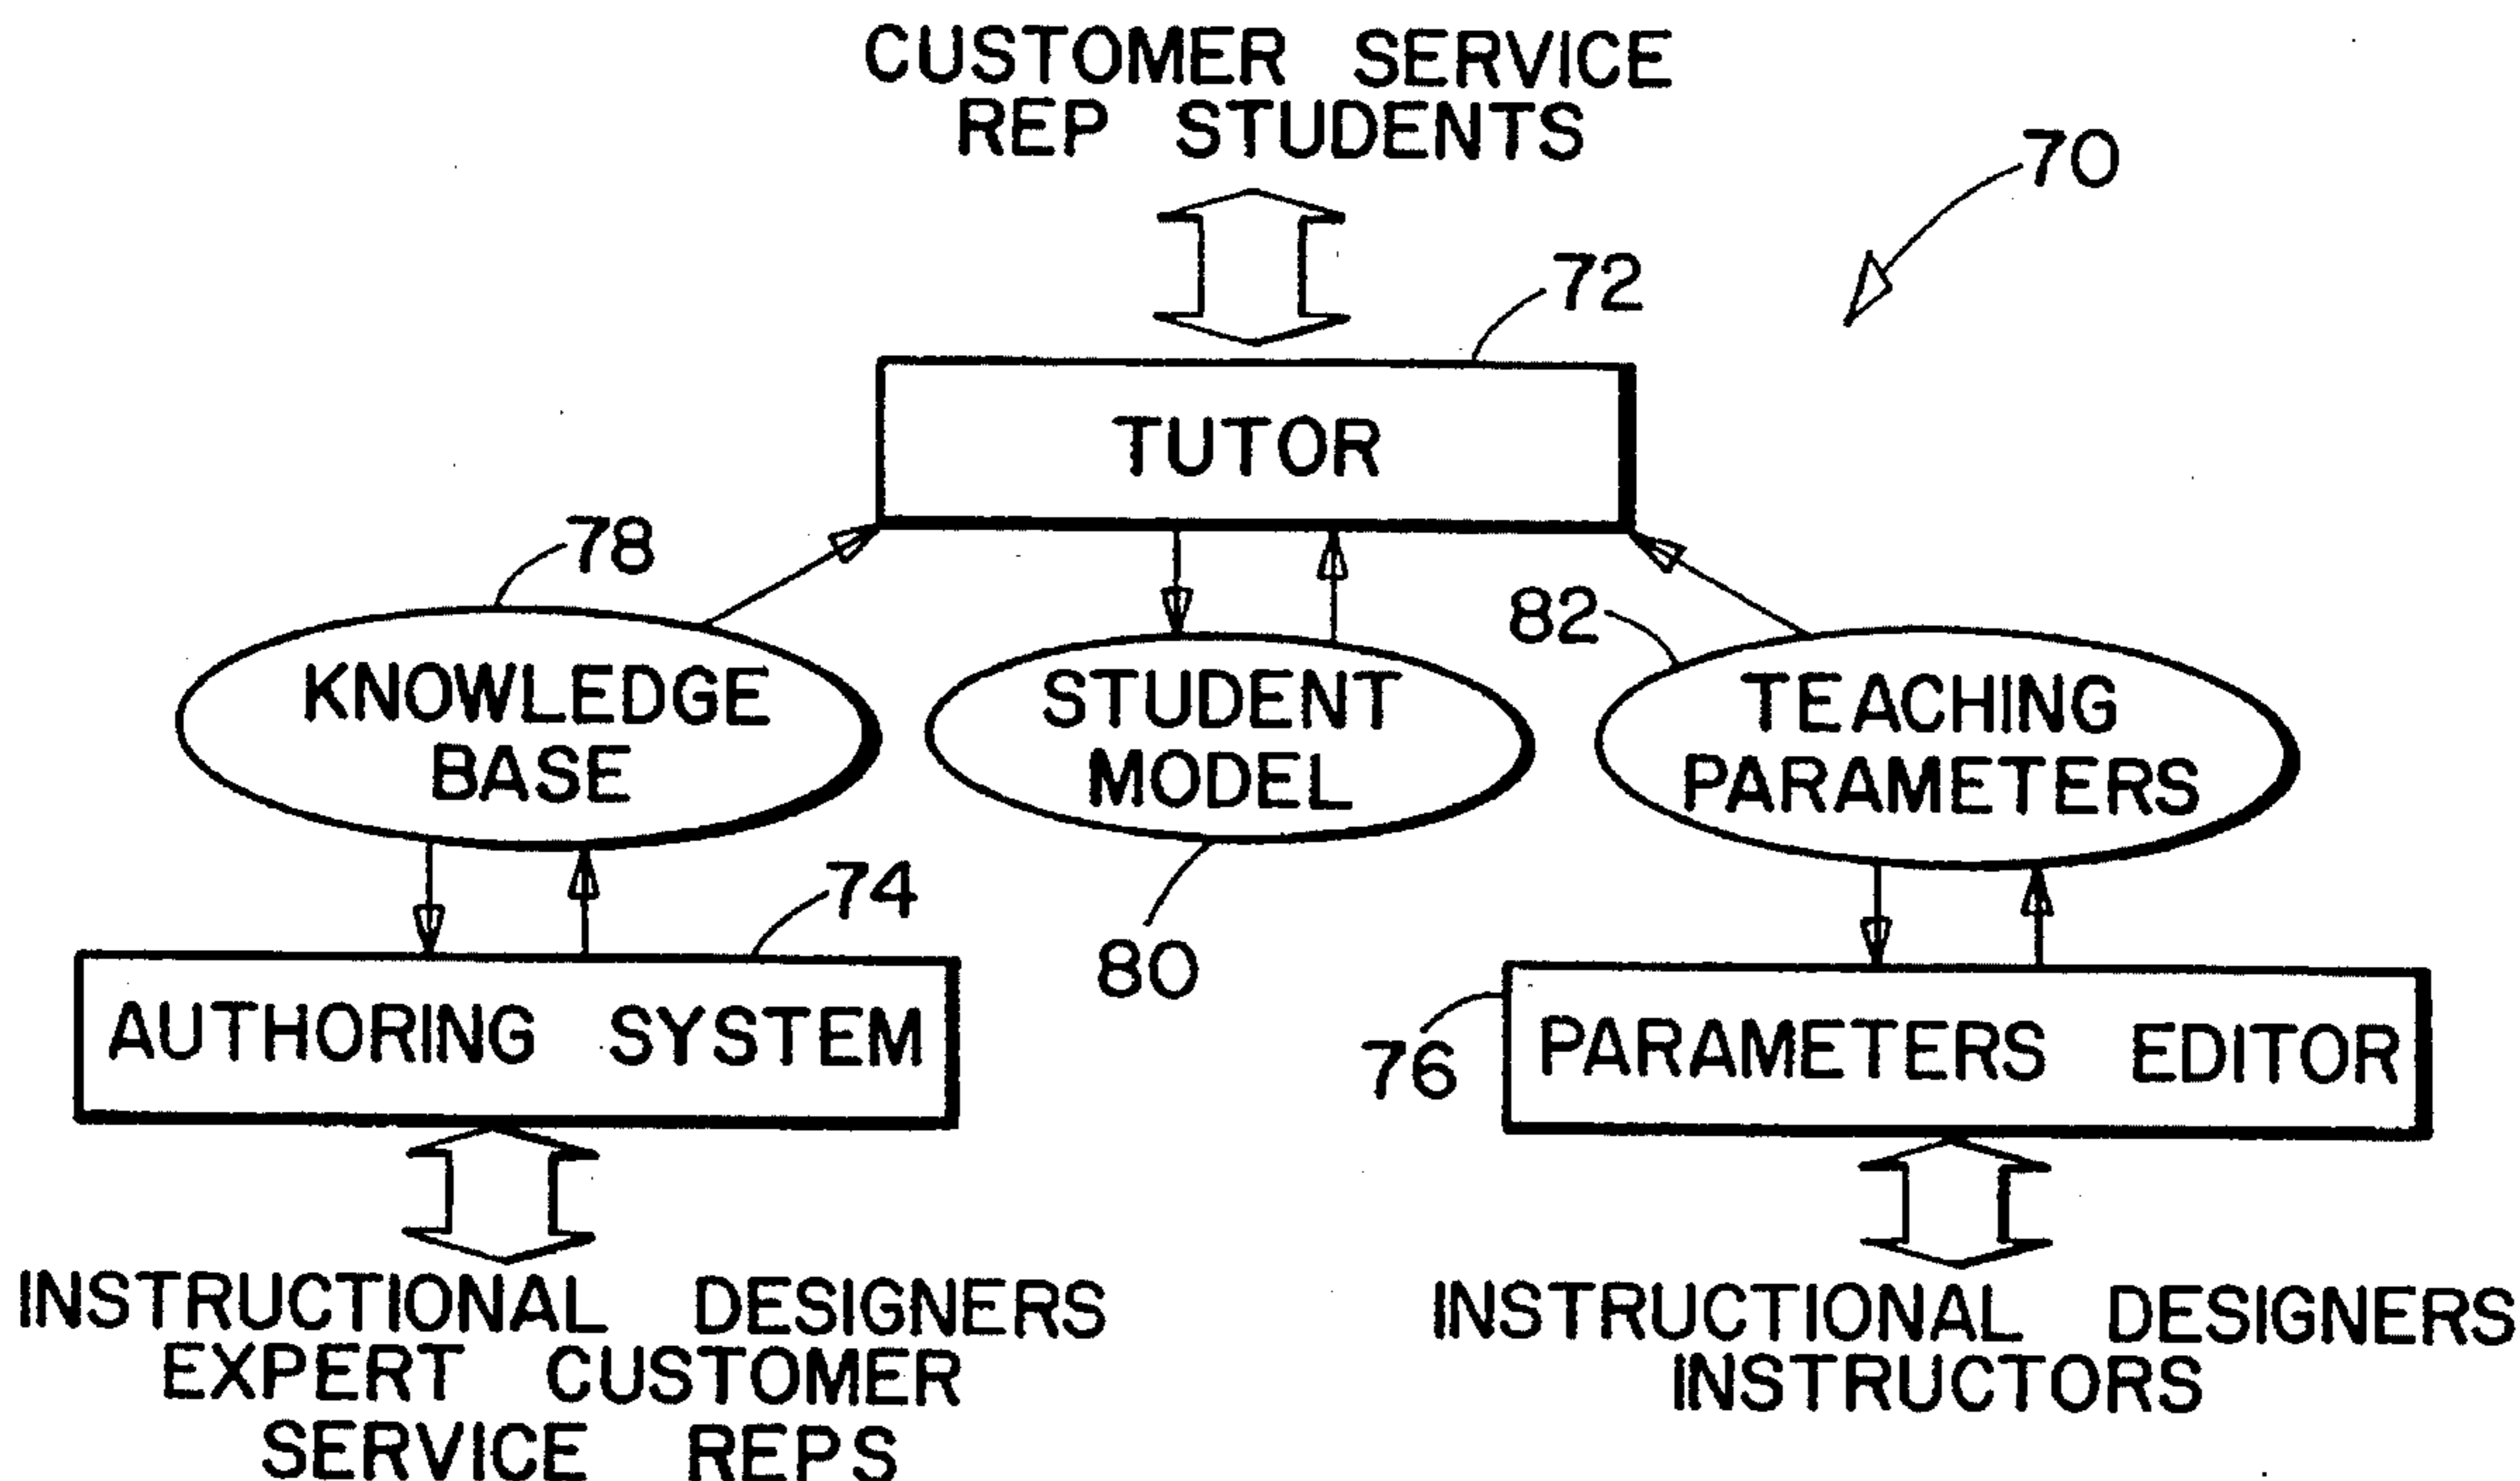 CUSTOMER SERVICE
REP STUDENTS
70
72
TUTOR
78
82
KNOWLEDGE
BASE
STUDENT
MODEL
TEACHING
PARAMETERS
74
80
76
AUTHORING SYSTEM
PARAMETERS EDITOR
INSTRUCTIONAL DESIGNERS
EXPERT CUSTOMER
SERVICE REPS
INSTRUCTIONAL DESIGNERS
INSTRUCTORS